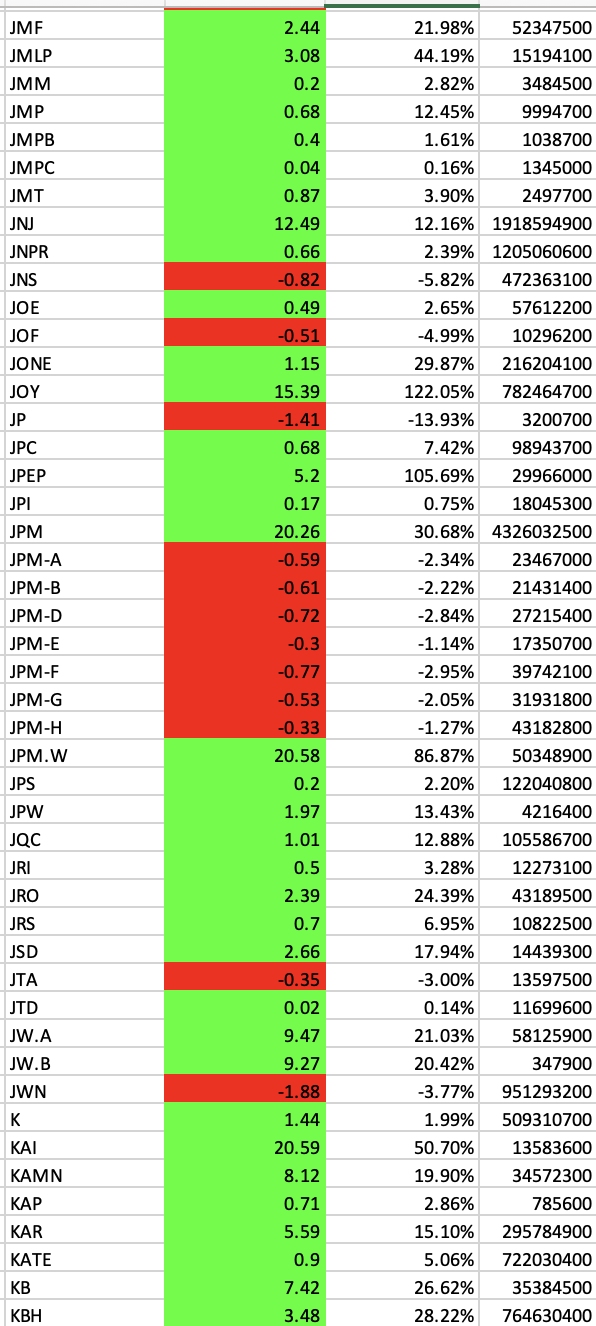 JMF 2.44 21.98% 52347500
JMLP 3.08 44.19% 15194100
JMM 0.2 2.82% 3484500
JMP 0.68 12.45% 9994700
JMPB 0.4 1.61% 1038700
JMPC 0.04 0.16% 1345000
JMT 0.87 3.90% 2497700
JNJ 12.49 12.16% 1918594900
JNPR 0.66 2.39% 1205060600
JNS -0.82 -5.82% 472363100
JOE 0.49 2.65% 57612200
JOF -0.51 -4.99% 10296200
JONE 1.15 29.87% 216204100
JOY 15.39 122.05% 782464700
JP -1.41 -13.93% 3200700
JPC 0.68 7.42% 98943700
JPEP 5.2 105.69% 29966000
JPI 0.17 0.75% 18045300
JPM 20.26 30.68% 4326032500
JPM-A -0.59 -2.34% 23467000
JPM-B -0.61 -2.22% 21431400
JPM-D -0.72 -2.84% 27215400
JPM-E -0.3 -1.14% 17350700
JPM-F -0.77 -2.95% 39742100
JPM-G -0.53 -2.05% 31931800
JPM-H -0.33 -1.27% 43182800
JPM.W 20.58 86.87% 50348900
JPS 0.2 2.20% 122040800
JPW 1.97 13.43% 4216400
JQC 1.01 12.88% 105586700
JRI 0.5 3.28% 12273100
JRO 2.39 24.39% 43189500
JRS 0.7 6.95% 10822500
JSD 2.66 17.94% 14439300
JTA -0.35 -3.00% 13597500
JTD 0.02 0.14% 11699600
JW.A 9.47 21.03% 58125900
JW.B 9.27 20.42% 347900
JWN -1.88 -3.77% 951293200
K 1.44 1.99% 509310700
KAI 20.59 50.70% 13583600
KAMN 8.12 19.90% 34572300
KAP 0.71 2.86% 785600
KAR 5.59 15.10% 295784900
KATE 0.9 5.06% 722030400
KB 7.42 26.62% 35384500
KBH 3.48 28.22% 764630400